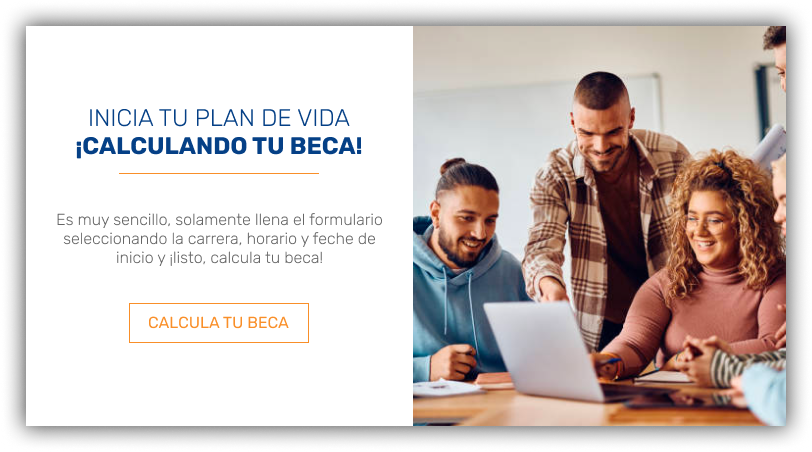 INICIA TU PLAN DE VIDA
¡CALCULANDO TU BECA!
Es muy sencillo, solamente llena el formulario
seleccionando la carrera, horario y feche de
inicio y ¡listo, calcula tu beca!
CALCULA TU BECA